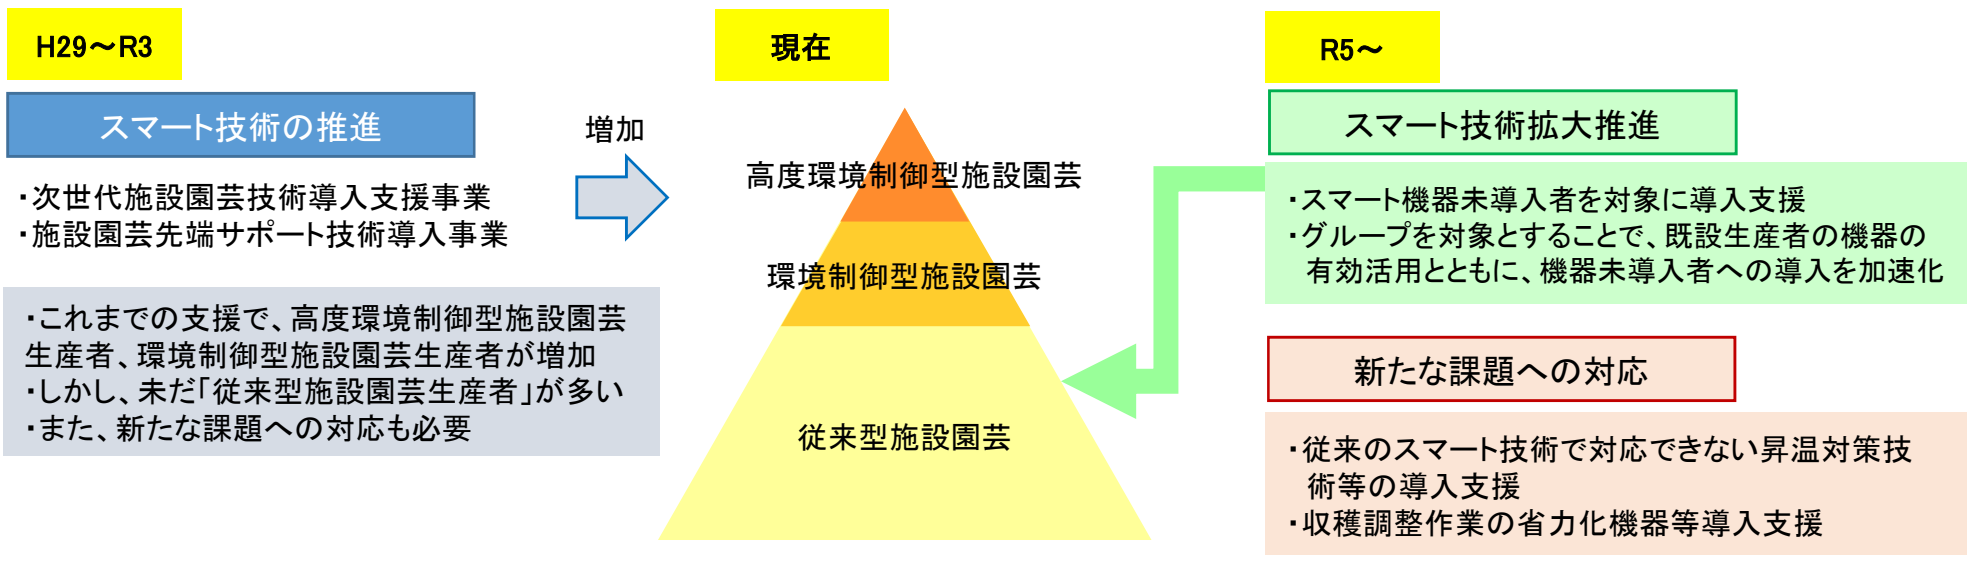 H29～R3
スマート技術の推進
・次世代施設園芸技術導入支援事業
・施設園芸先端サポート技術導入事業
・これまでの支援で、高度環境制御型施設園芸
生産者、環境制御型施設園芸生産者が増加
・しかし、未だ「従来型施設園芸生産者」が多い
・また、新たな課題への対応も必要
増加
現在
高度環境制御型施設園芸
環境制御型施設園芸
従来型施設園芸
R5～
スマート技術拡大推進
・スマート機器未導入者を対象に導入支援
・グループを対象とすることで、既設生産者の機器の
有効活用とともに、機器未導入者への導入を加速化
新たな課題への対応
・従来のスマート技術で対応できない昇温対策技
術等の導入支援
・収穫調整作業の省力化機器等導入支援